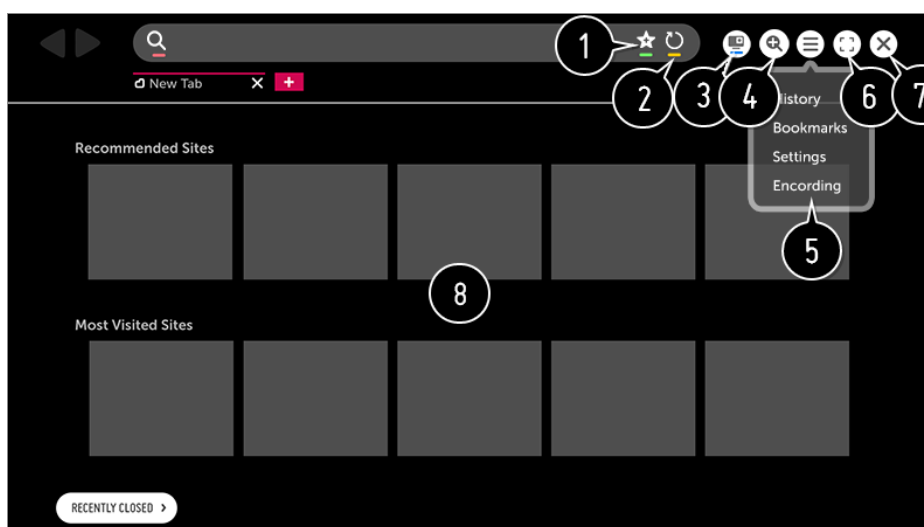 1
New Tab
2
3
4
6
7
History
Bookmarks
Settings
Encording
5
Recommended Sites
8
Most Visited Sites
RECENTLY CLOSED >